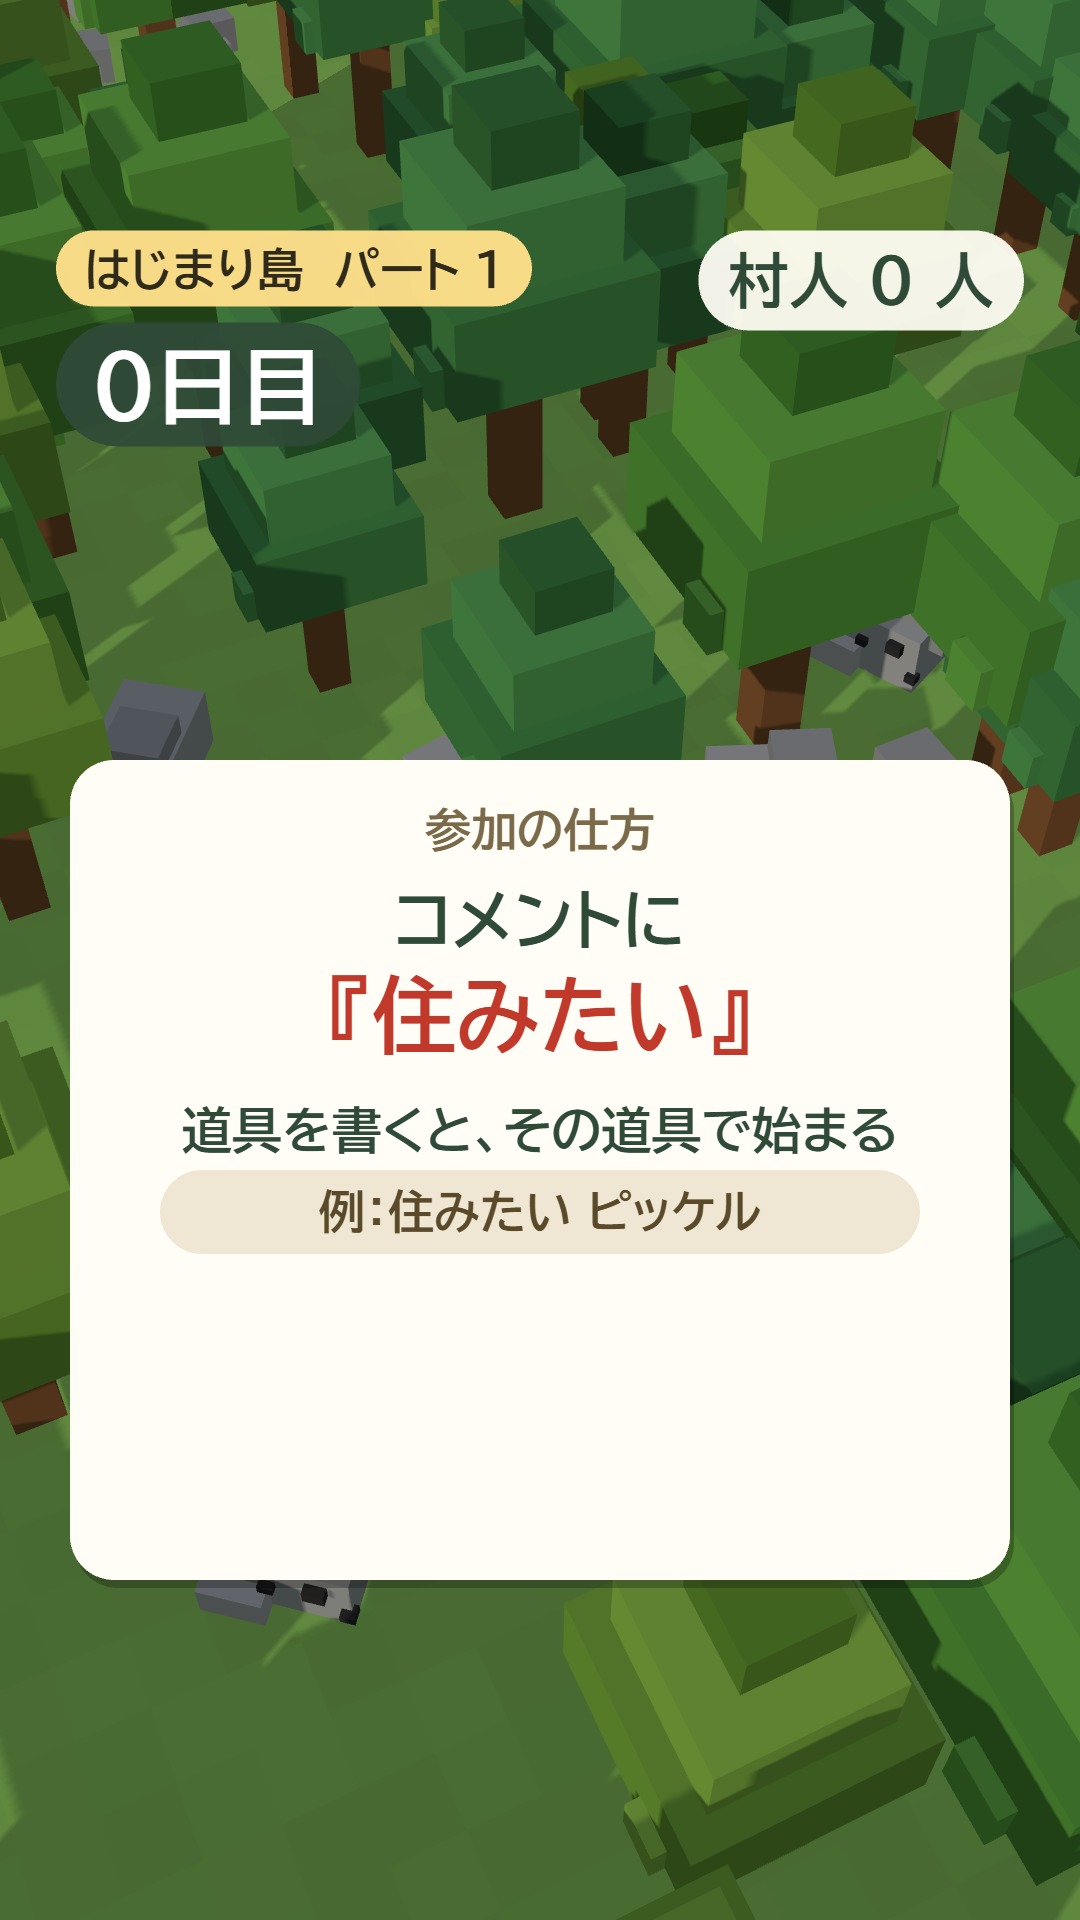 はじまり島 パート 1
村人 0 人
0日目
参加の仕方
コメントに
『住みたい』
道具を書くと、その道具で始まる
例：住みたい ピッケル